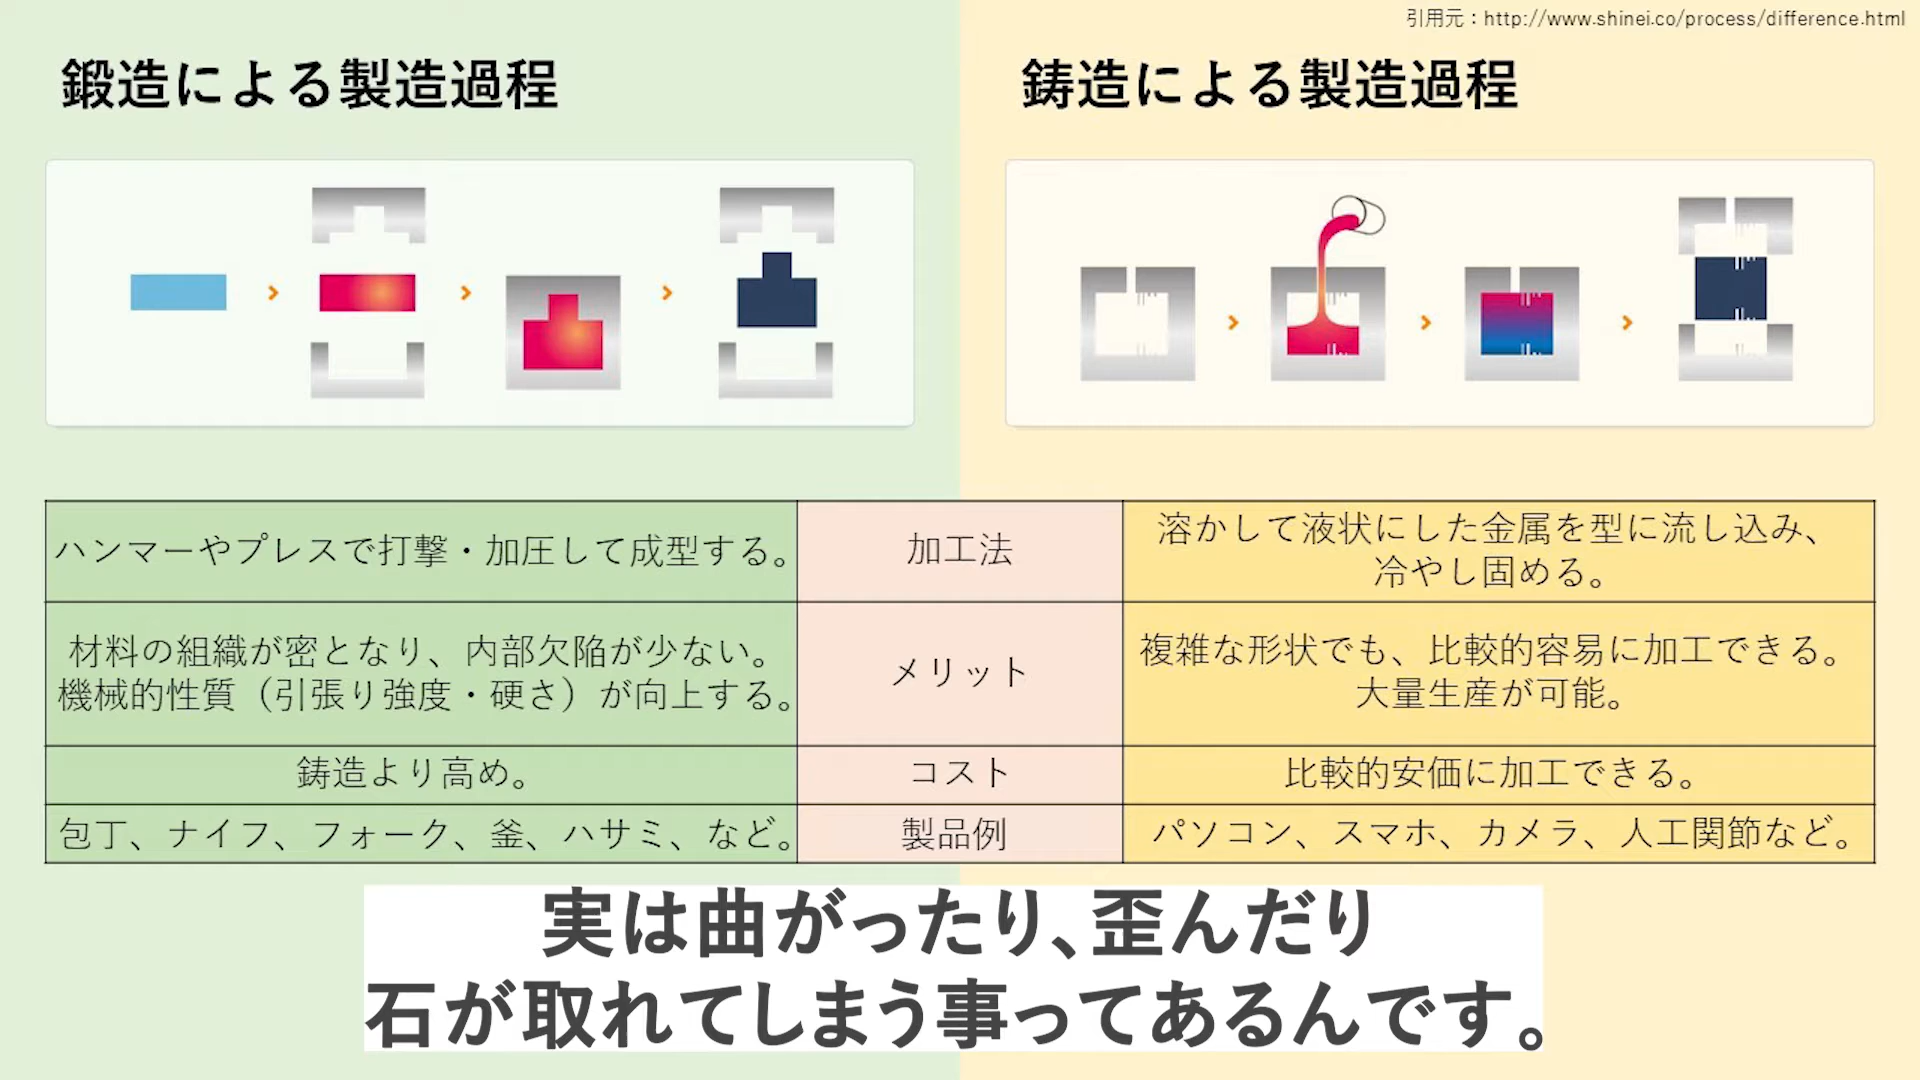 引用元：http://www.shinei.co/process/difference.html
鍛造による製造過程
鋳造による製造過程
ハンマーやプレスで打撃・加圧して成型する。
加工法
溶かして液状にした金属を型に流し込み、
冷やし固める。
材料の組織が密となり、内部欠陥が少ない。
機械的性質（引張り強度・硬さ）が向上する。
メリット
複雑な形状でも、比較的容易に加工できる。
大量生産が可能。
鋳造より高め。
コスト
比較的安価に加工できる。
包丁、ナイフ、フォーク、釜、ハサミ、など。
製品例
パソコン、スマホ、カメラ、人工関節など。
実は曲がったり、歪んだり
石が取れてしまう事ってあるんです。